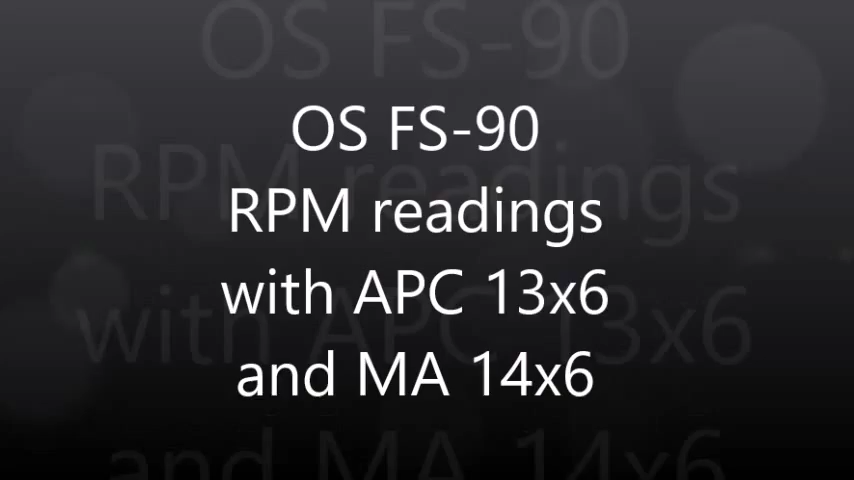 OS FS-90
RPM readings
with APC 13x6
and MA 14x6